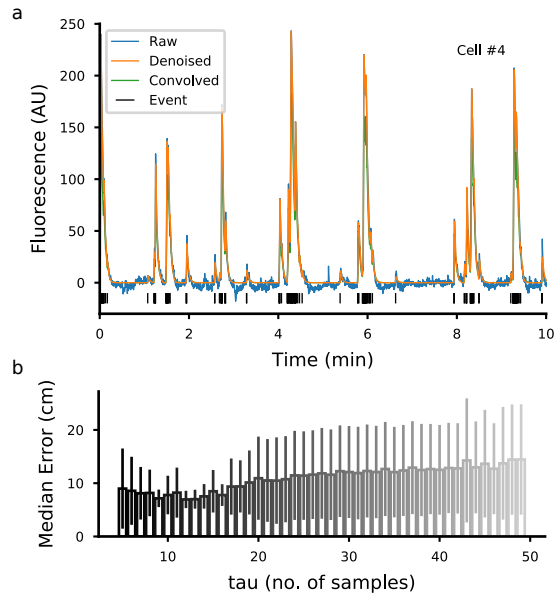 a
250
Raw
Denoised
Convolved
Event
Cell #4
200
150
100
50
0
Fluorescence (AU)
0
2
4
6
8
10
Time (min)
b
20
10
0
Median Error (cm)
10
20
30
40
50
tau (no. of samples)